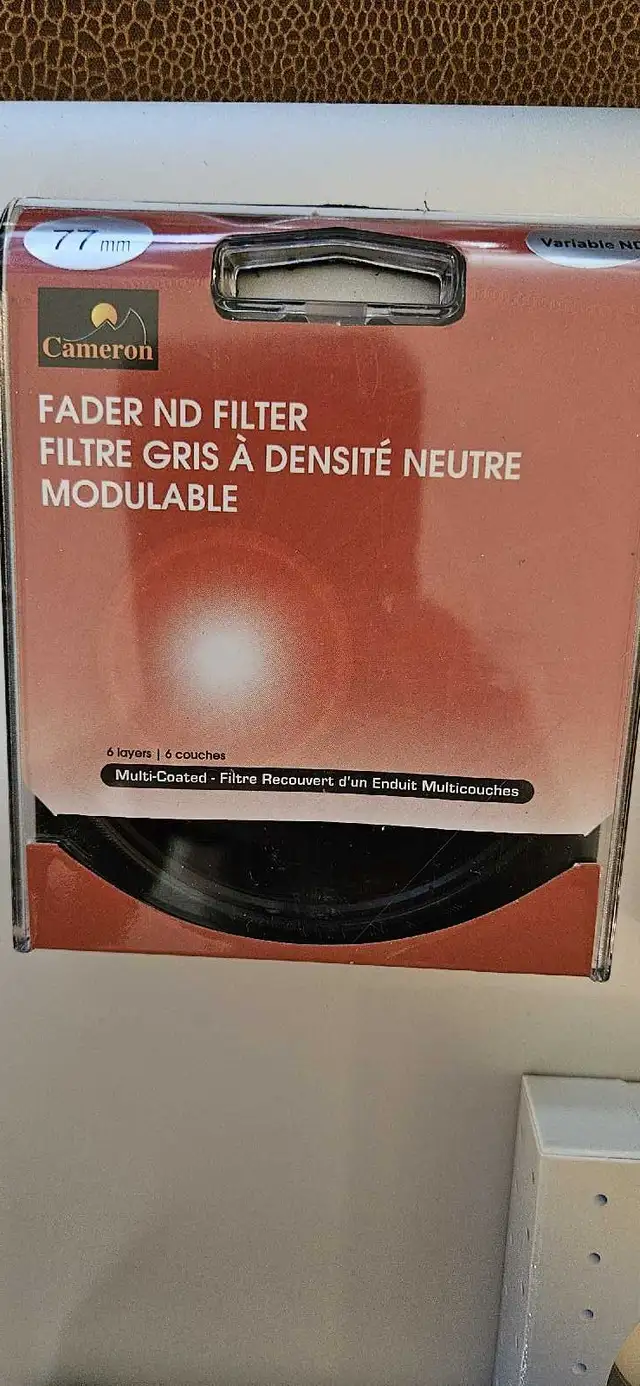 77 mm
Variable ND
Cameron
FADER ND FILTER
FILTRE GRIS À DENSITÉ NEUTRE
MODULABLE
6 layers | 6 couches
Multi-Coated - Filtre Recouvert d'un Enduit Multicouches